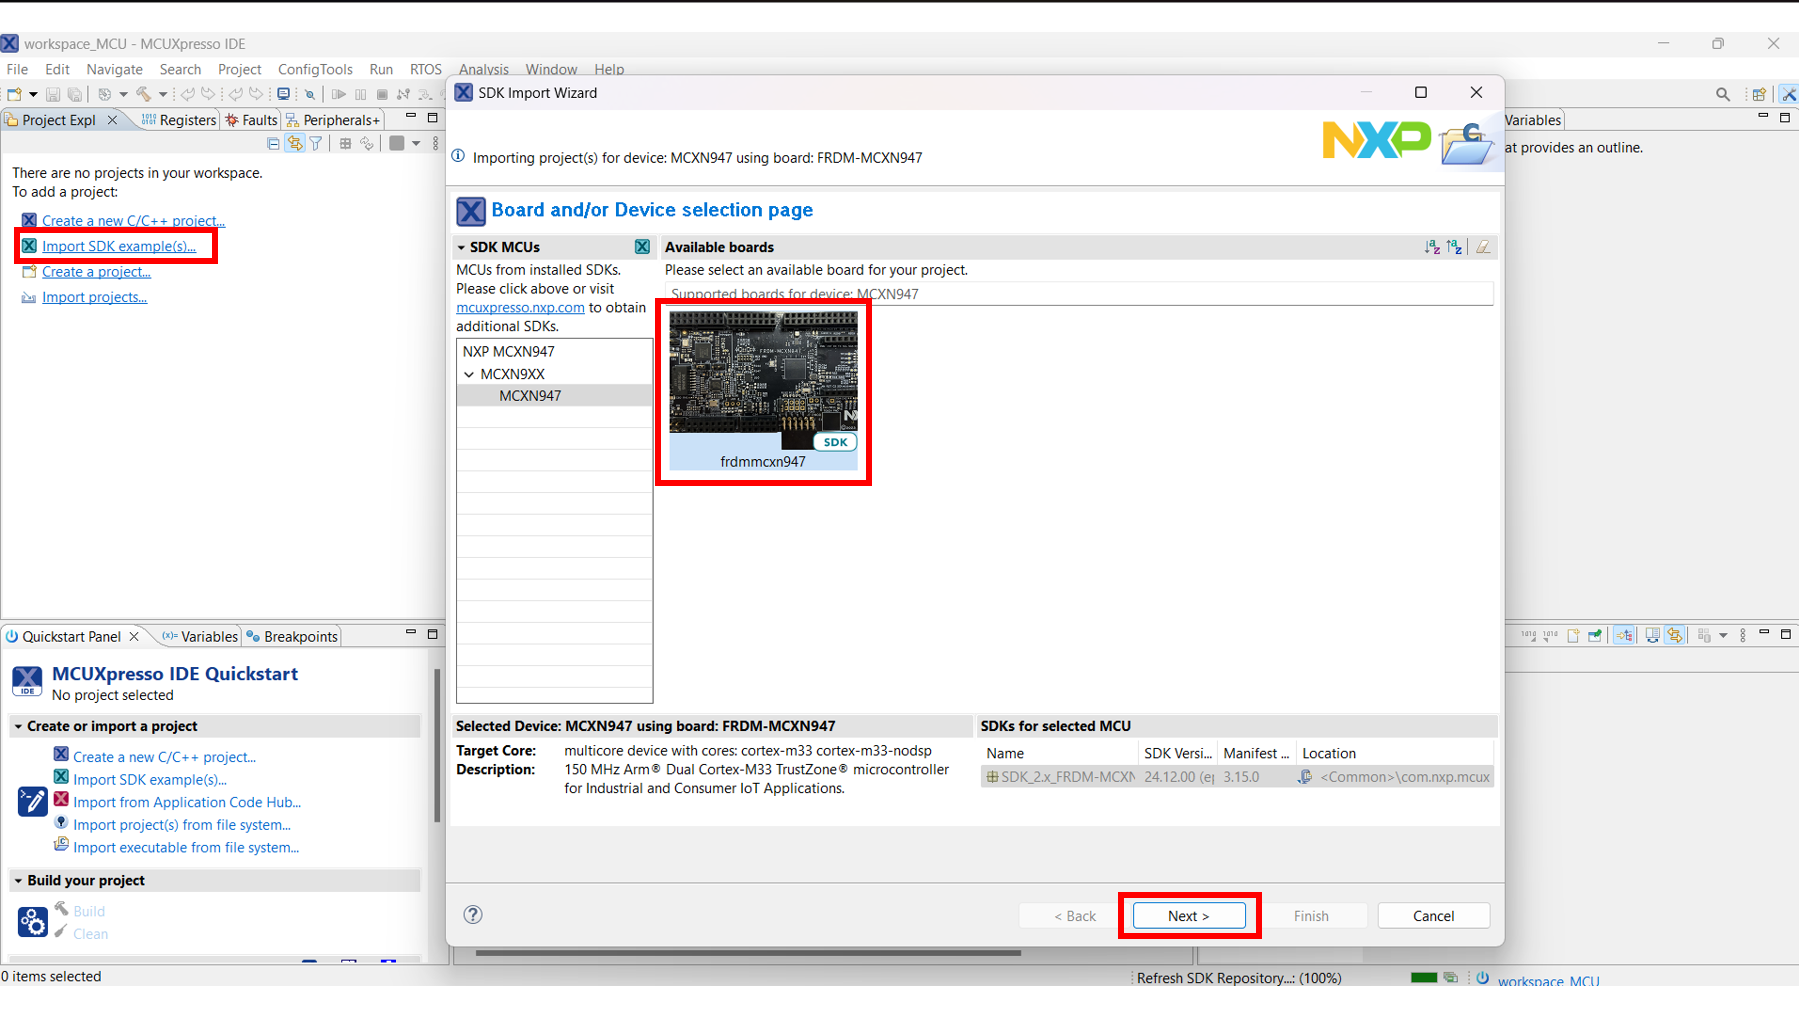 workspace_MCU - MCUXpresso IDE
File Edit Navigate Search Project ConfigTools Run RTOS Analysis Window Help
Project Expl Registers Faults Peripherals+
There are no projects in your workspace.
To add a project:
Create a new C/C++ project...
Import SDK example(s)...
Create a project...
Import projects...
SDK Import Wizard
Importing project(s) for device: MCXN947 using board: FRDM-MCXN947
NXP
Board and/or Device selection page
SDK MCUs
MCUs from installed SDKs.
Please click above or visit
mcuxpresso.nxp.com to obtain
additional SDKs.
NXP MCXN947
MCXN9XX
MCXN947
Available boards
Please select an available board for your project.
Supported boards for device: MCXN947
FRDM-MCXN947
SDK
frdmmcxn947
Selected Device: MCXN947 using board: FRDM-MCXN947
Target Core: multicore device with cores: cortex-m33 cortex-m33-nodsp
Description: 150 MHz Arm® Dual Cortex-M33 TrustZone® microcontroller
for Industrial and Consumer IoT Applications.
SDKs for selected MCU
Name SDK Versi... Manifest ... Location
SDK_2.x_FRDM-MCXN 24.12.00 3.15.0 <Common>\com.nxp.mcux
< Back Next > Finish Cancel
Variables
at provides an outline.
Quickstart Panel (x)= Variables Breakpoints
MCUXpresso IDE Quickstart
IDE
No project selected
Create or import a project
Create a new C/C++ project...
Import SDK example(s)...
Import from Application Code Hub...
Import project(s) from file system...
Import executable from file system...
Build your project
Build
Clean
0 items selected
Refresh SDK Repository...: (100%)
workspace_MCU